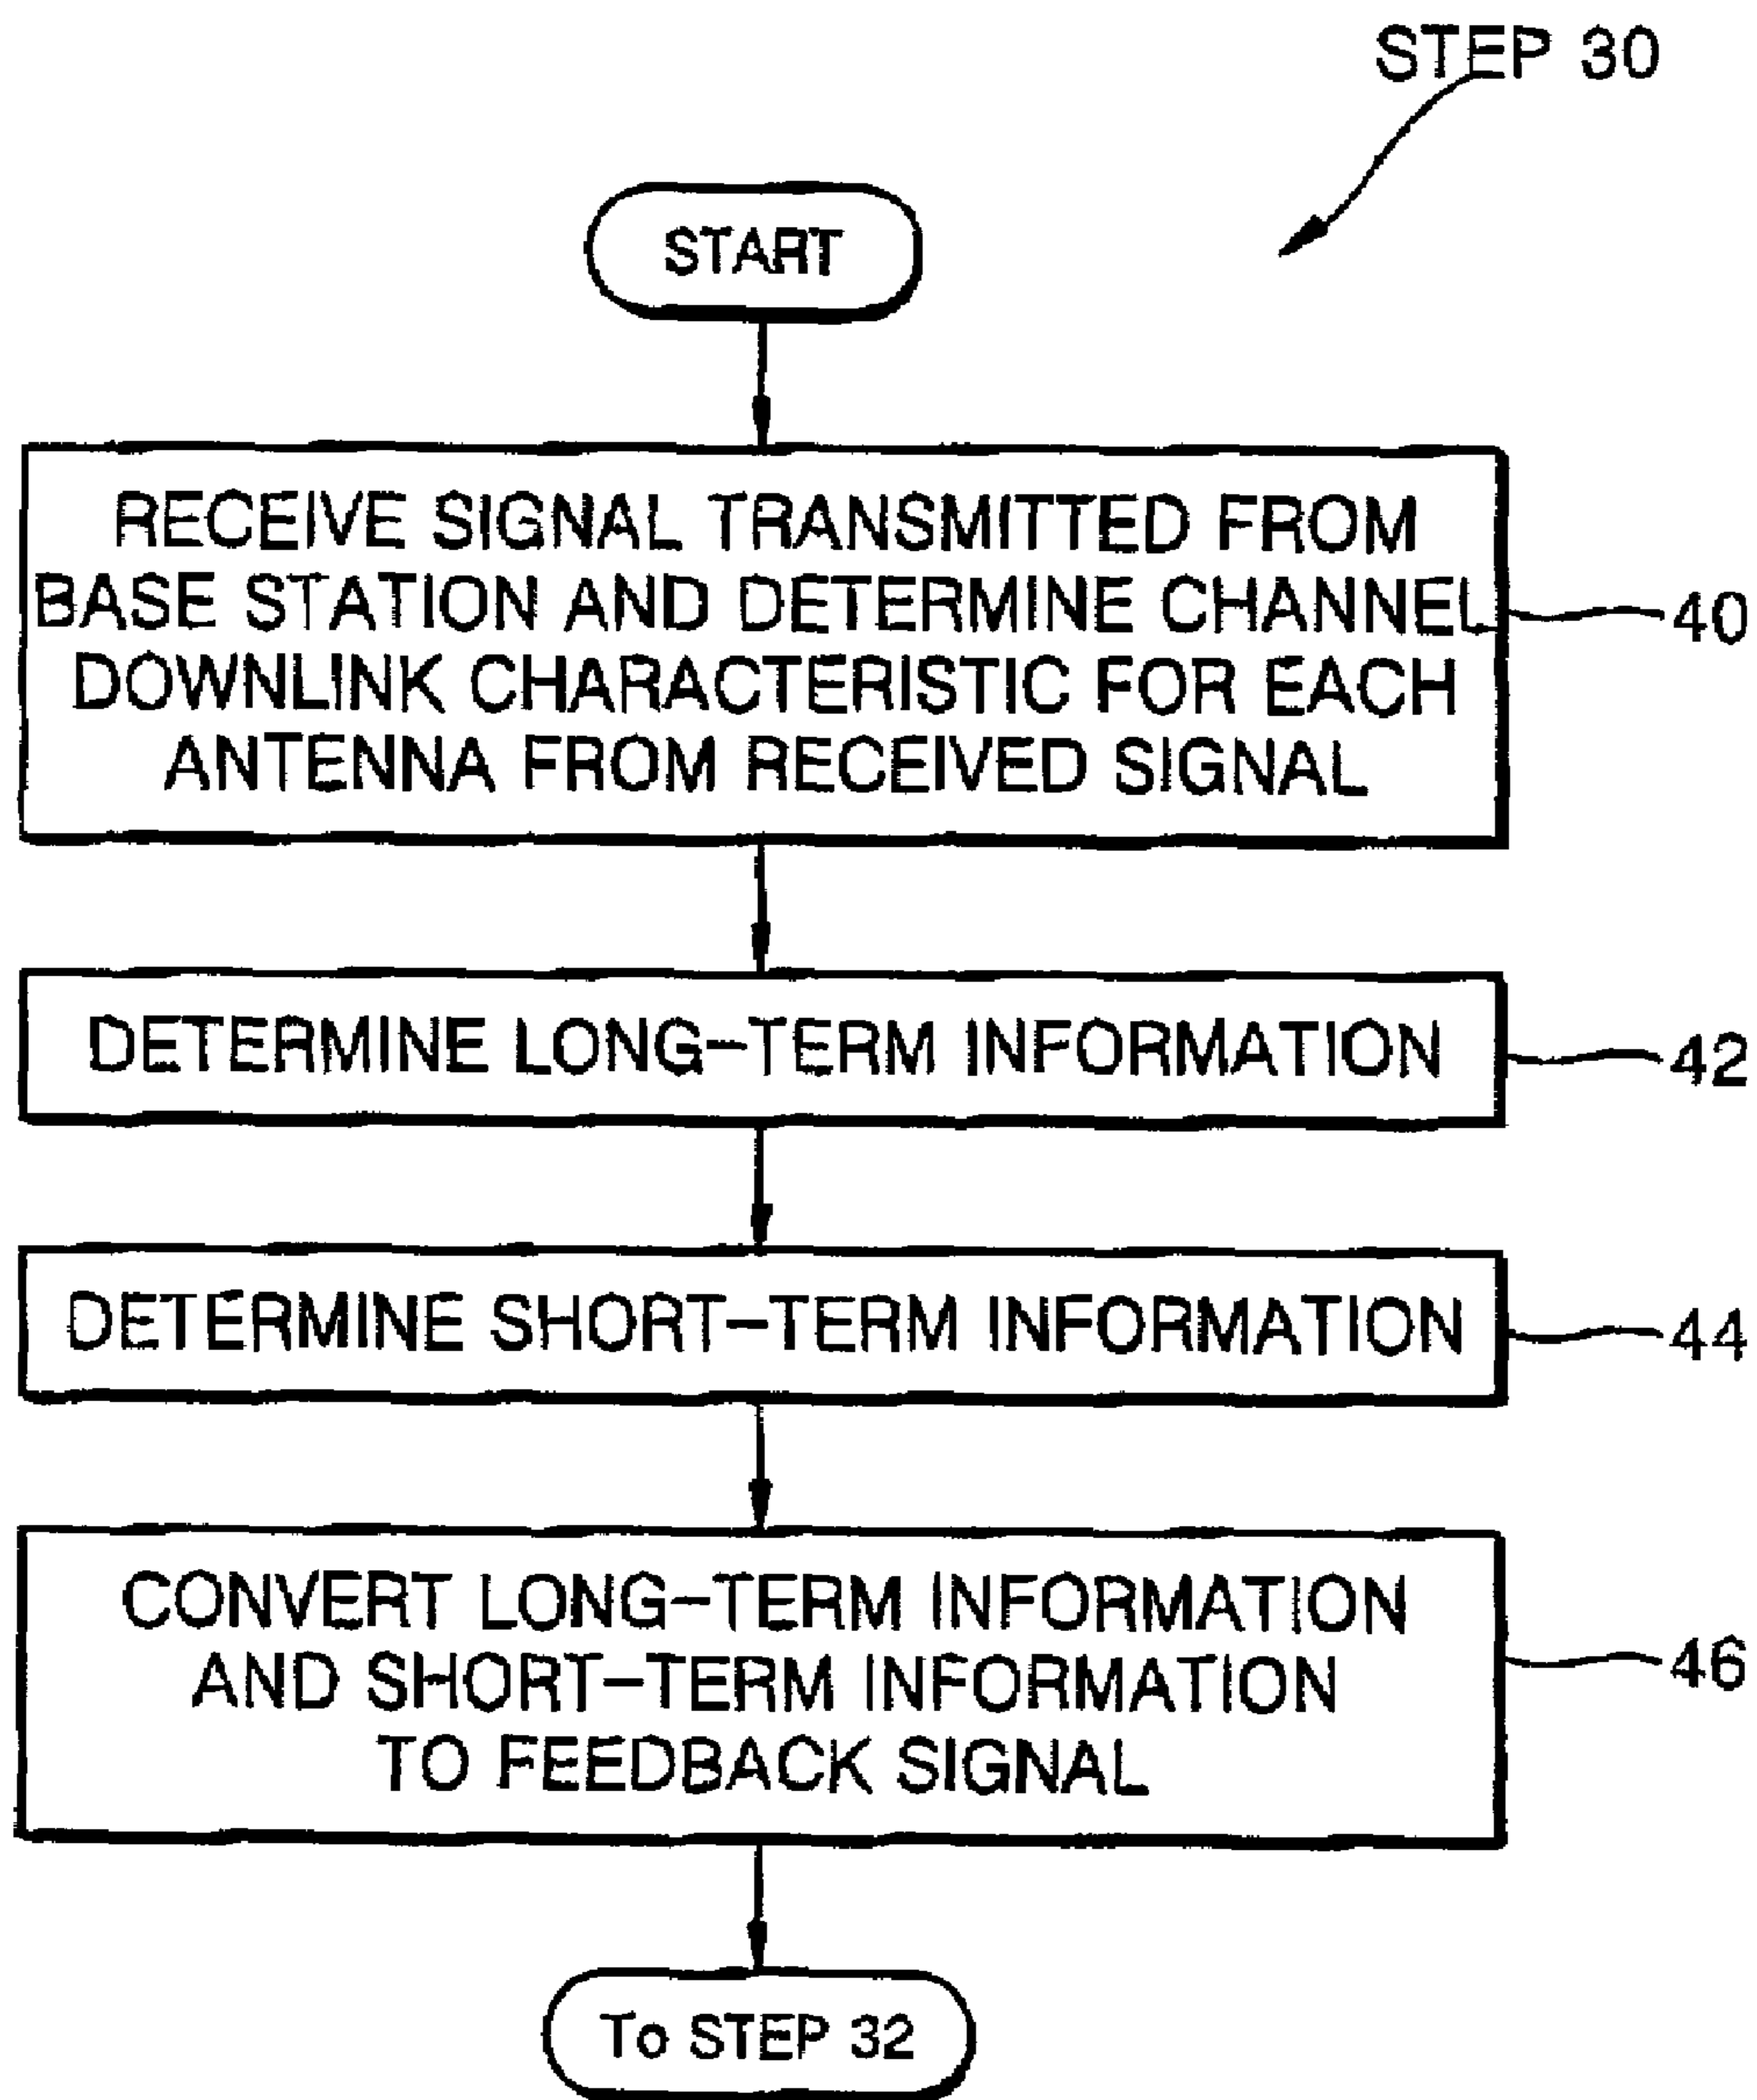 STEP 30
START
RECEIVE SIGNAL TRANSMITTED FROM
BASE STATION AND DETERMINE CHANNEL
DOWNLINK CHARACTERISTIC FOR EACH
ANTENNA FROM RECEIVED SIGNAL
40
DETERMINE LONG-TERM INFORMATION
42
DETERMINE SHORT-TERM INFORMATION
44
CONVERT LONG-TERM INFORMATION
AND SHORT-TERM INFORMATION
TO FEEDBACK SIGNAL
46
To STEP 32